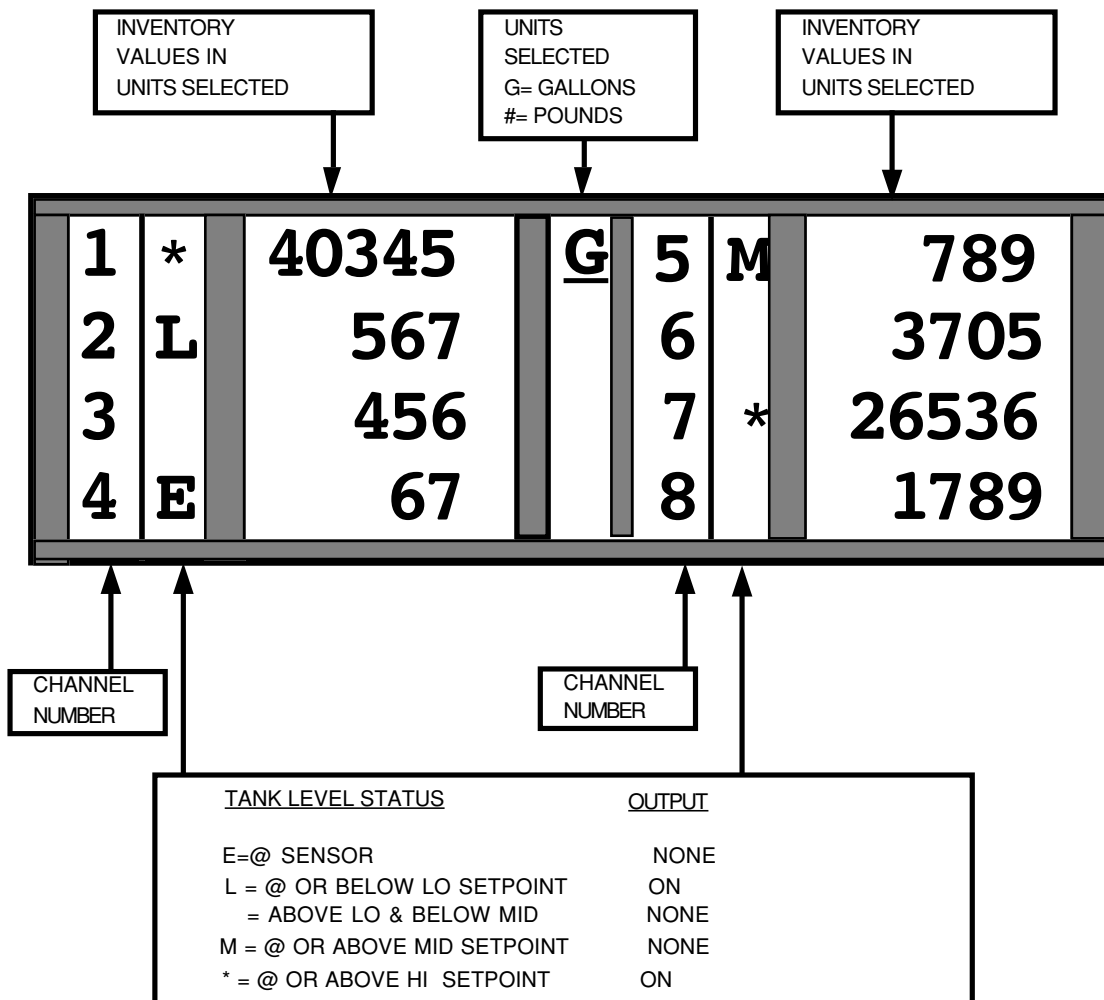 INVENTORY
VALUES IN
UNITS SELECTED
UNITS
SELECTED
G= GALLONS
#= POUNDS
INVENTORY
VALUES IN
UNITS SELECTED
1 * 40345 G 5 M 789
2 L 567 6 3705
3 456 7 * 26536
4 E 67 8 1789
CHANNEL
NUMBER
CHANNEL
NUMBER
TANK LEVEL STATUS OUTPUT
E=@ SENSOR NONE
L = @ OR BELOW LO SETPOINT ON
= ABOVE LO & BELOW MID NONE
M = @ OR ABOVE MID SETPOINT NONE
* = @ OR ABOVE HI SETPOINT ON